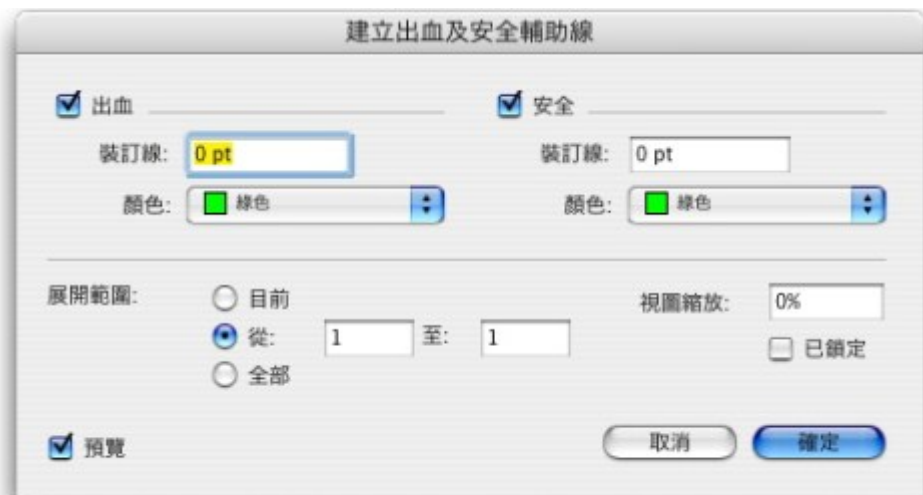 建立出血及安全輔助線
出血
安全
裝訂線: 0 pt
裝訂線: 0 pt
顏色: 綠色
顏色: 綠色
展開範圍:
目前
從: 1 至: 1
全部
視圖縮放: 0%
已鎖定
預覽
取消
確定